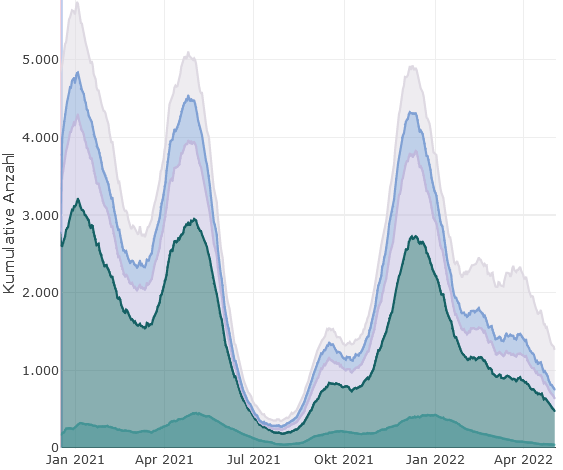 5.000
4.000
3.000
2.000
1.000
0
Kumulative Anzahl
Jan 2021
Apr 2021
Jul 2021
Okt 2021
Jan 2022
Apr 2022